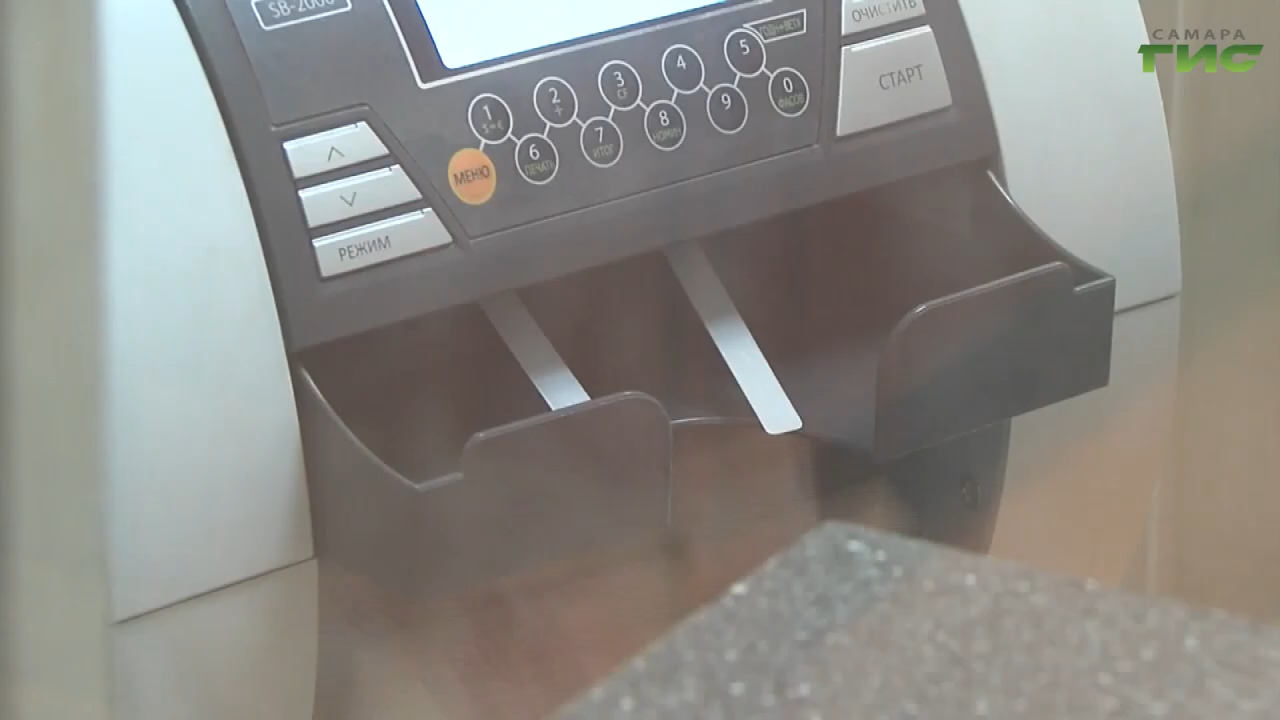 SB-2000
ОЧИСТИТЬ
САМАРА
ТИС
СТАРТ
1
2
+
3
CF
4
5
6
ПЕЧАТЬ
7
ИТОГ
8
НОМИН
9
0
ФАСОВ
МЕНЮ
РЕЖИМ